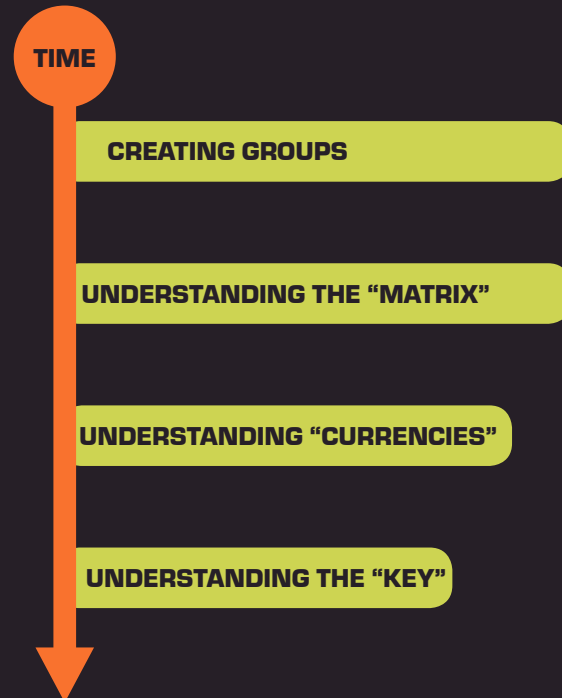 TIME
CREATING GROUPS
UNDERSTANDING THE “MATRIX”
UNDERSTANDING “CURRENCIES”
UNDERSTANDING THE “KEY”